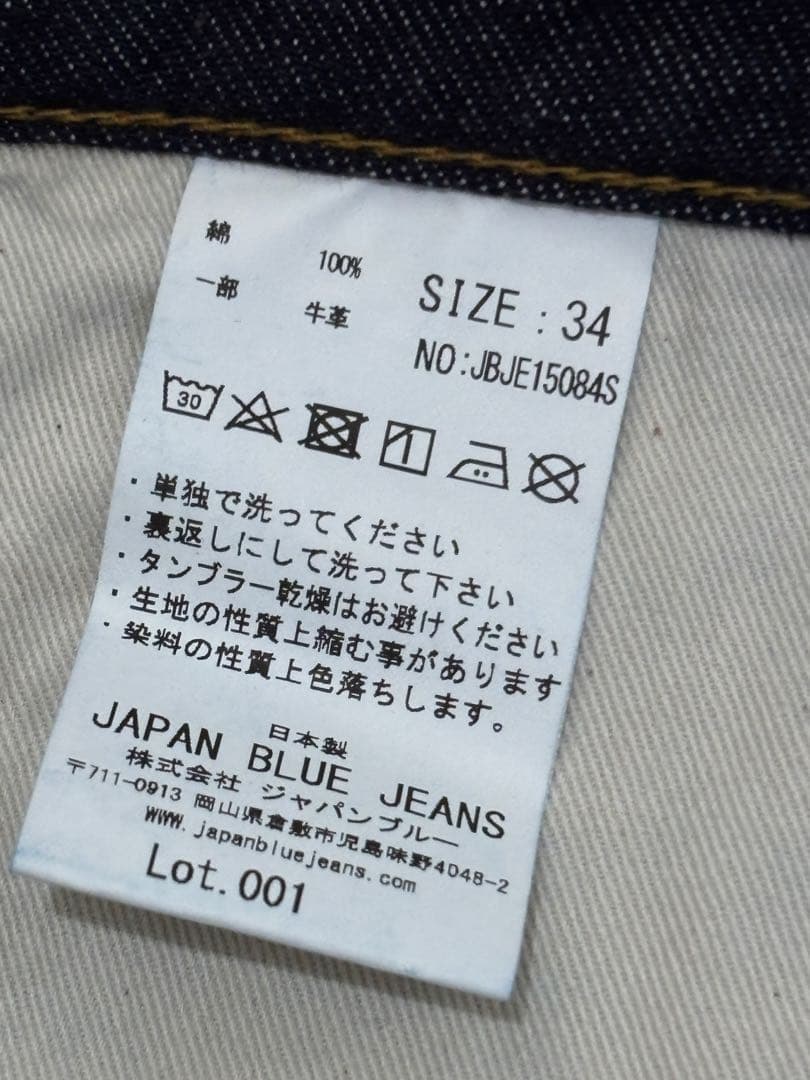 綿 100%
一部 牛革
SIZE : 34
NO:JBJE15084S
30
・単独で洗ってください
・裏返しにして洗って下さい
・タンブラー乾燥はお避けください
・生地の性質上縮む事があります
・染料の性質上色落ちします。
日本製
JAPAN BLUE JEANS
株式会社 ジャパンブルー
〒711-0913 岡山県倉敷市児島味野4048-2
www.japanbluejeans.com
Lot.001